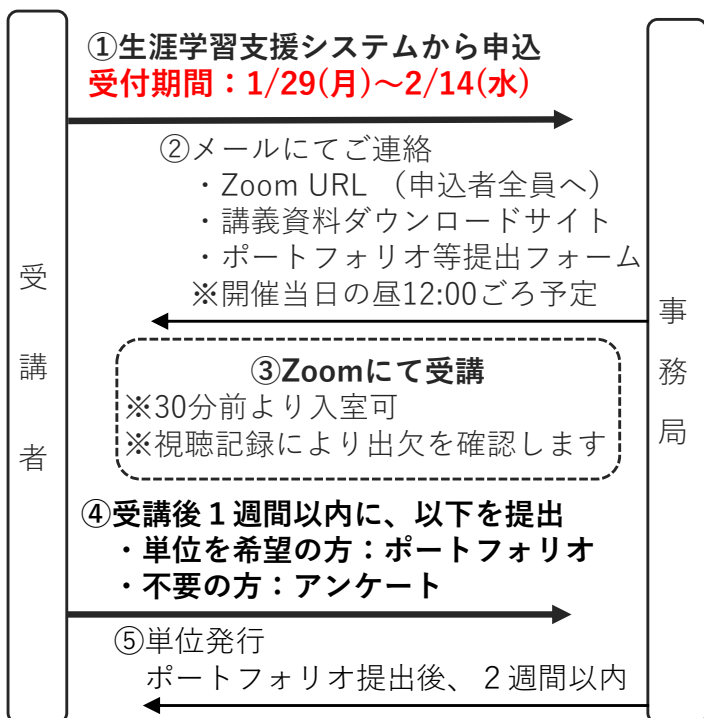 ①生涯学習支援システムから申込
受付期間：1/29(月)～2/14(水)
②メールにてご連絡
・Zoom URL （申込者全員へ）
・講義資料ダウンロードサイト
・ポートフォリオ等提出フォーム
※開催当日の昼12:00ごろ予定
受講者
事務局
③Zoomにて受講
※30分前より入室可
※視聴記録により出欠を確認します
④受講後１週間以内に、以下を提出
・単位を希望の方：ポートフォリオ
・不要の方：アンケート
⑤単位発行
ポートフォリオ提出後、２週間以内